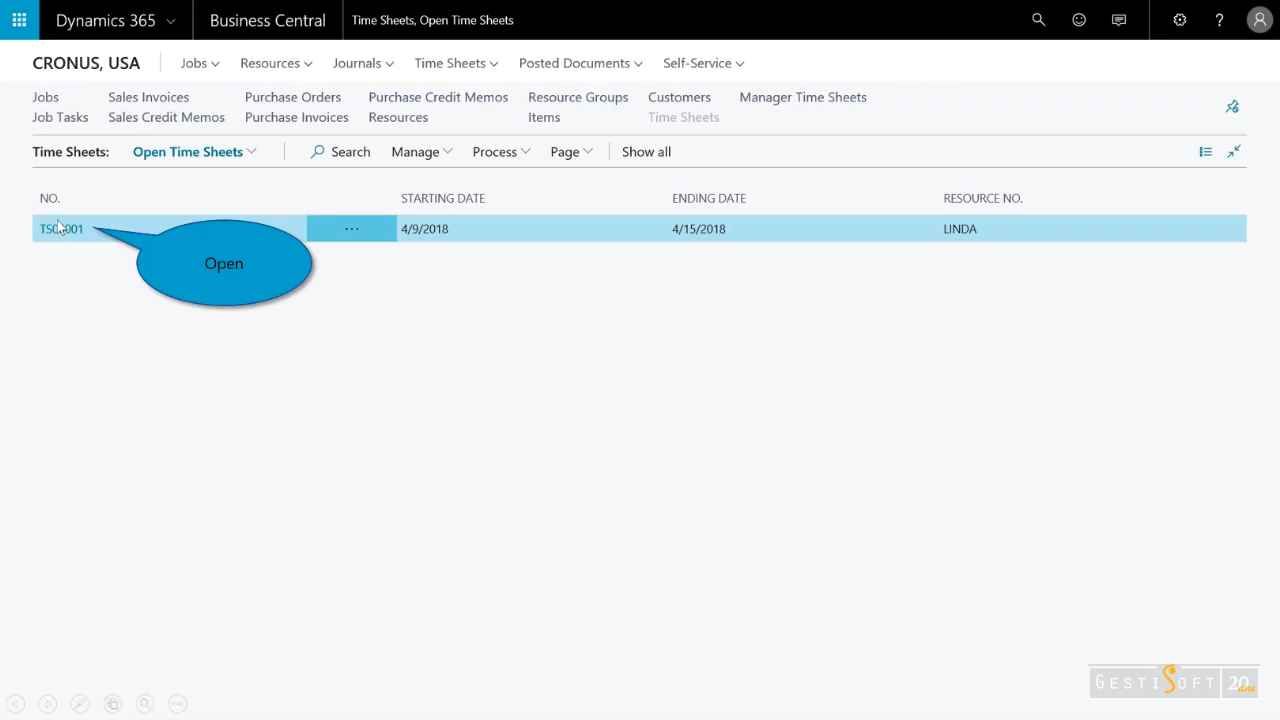 Dynamics 365 Business Central Time Sheets, Open Time Sheets ?
CRONUS, USA Jobs Resources Journals Time Sheets Posted Documents Self-Service
Jobs Sales Invoices Purchase Orders Purchase Credit Memos Resource Groups Customers Manager Time Sheets
Job Tasks Sales Credit Memos Purchase Invoices Resources Items Time Sheets
Time Sheets: Open Time Sheets Search Manage Process Page Show all
NO. STARTING DATE ENDING DATE RESOURCE NO.
4/9/2018 4/15/2018 LINDA
Open
GESTISOFT 20 ans